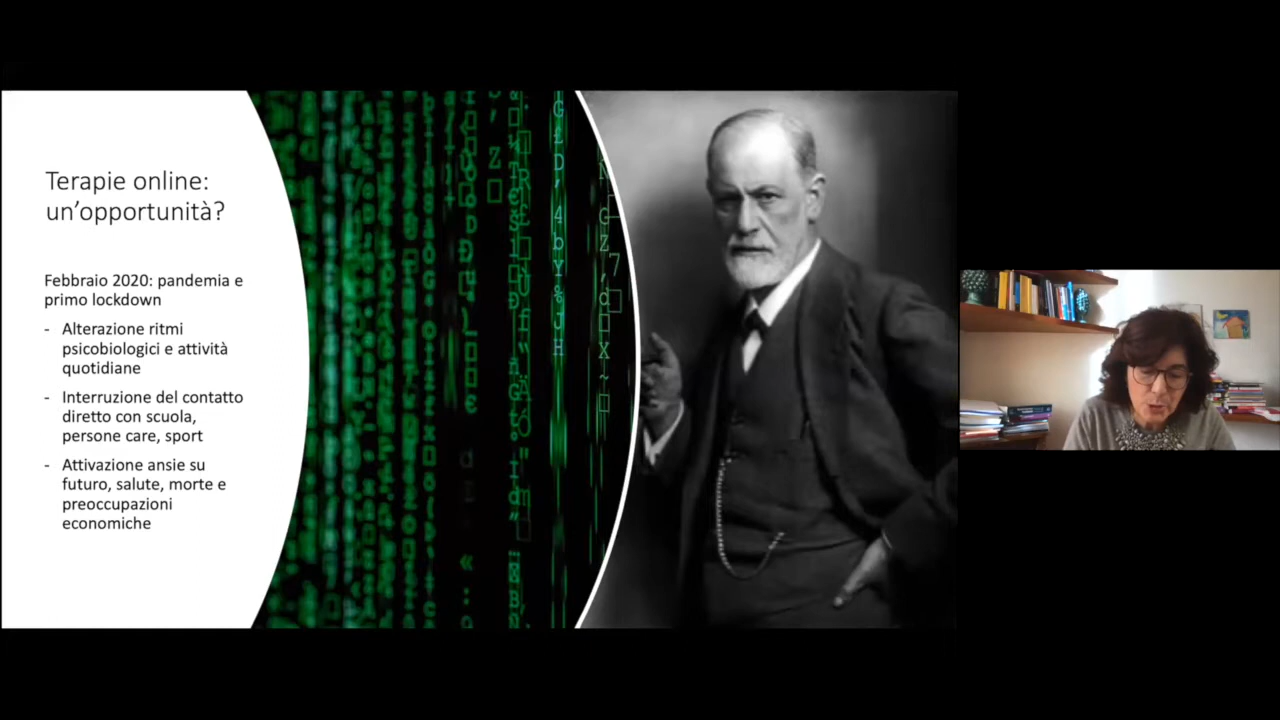 Terapie online:
un'opportunità?
Febbraio 2020: pandemia e
primo lockdown
- Alterazione ritmi
psicobiologici e attività
quotidiane
- Interruzione del contatto
diretto con scuola,
persone care, sport
- Attivazione ansie su
futuro, salute, morte e
preoccupazioni
economiche